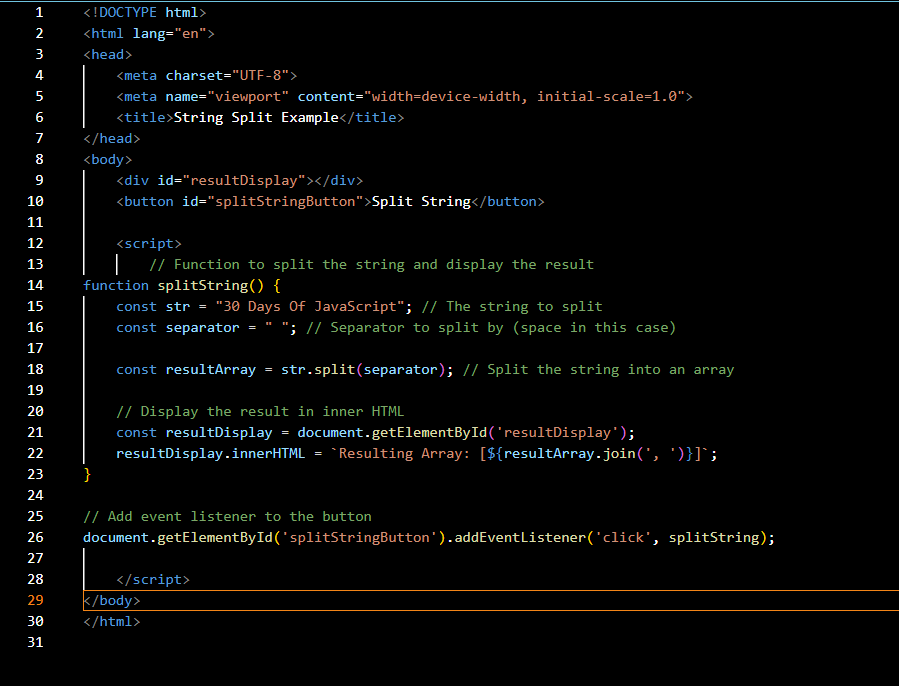 1 <!DOCTYPE html>
2 <html lang="en">
3 <head>
4     <meta charset="UTF-8">
5     <meta name="viewport" content="width=device-width, initial-scale=1.0">
6     <title>String Split Example</title>
7 </head>
8 <body>
9     <div id="resultDisplay"></div>
10     <button id="splitStringButton">Split String</button>
11
12     <script>
13         // Function to split the string and display the result
14 function splitString() {
15     const str = "30 Days Of JavaScript"; // The string to split
16     const separator = " "; // Separator to split by (space in this case)
17
18     const resultArray = str.split(separator); // Split the string into an array
19
20     // Display the result in inner HTML
21     const resultDisplay = document.getElementById('resultDisplay');
22     resultDisplay.innerHTML = `Resulting Array: [${resultArray.join(', ')}]`;
23 }
24
25 // Add event listener to the button
26 document.getElementById('splitStringButton').addEventListener('click', splitString);
27
28     </script>
29 </body>
30 </html>
31